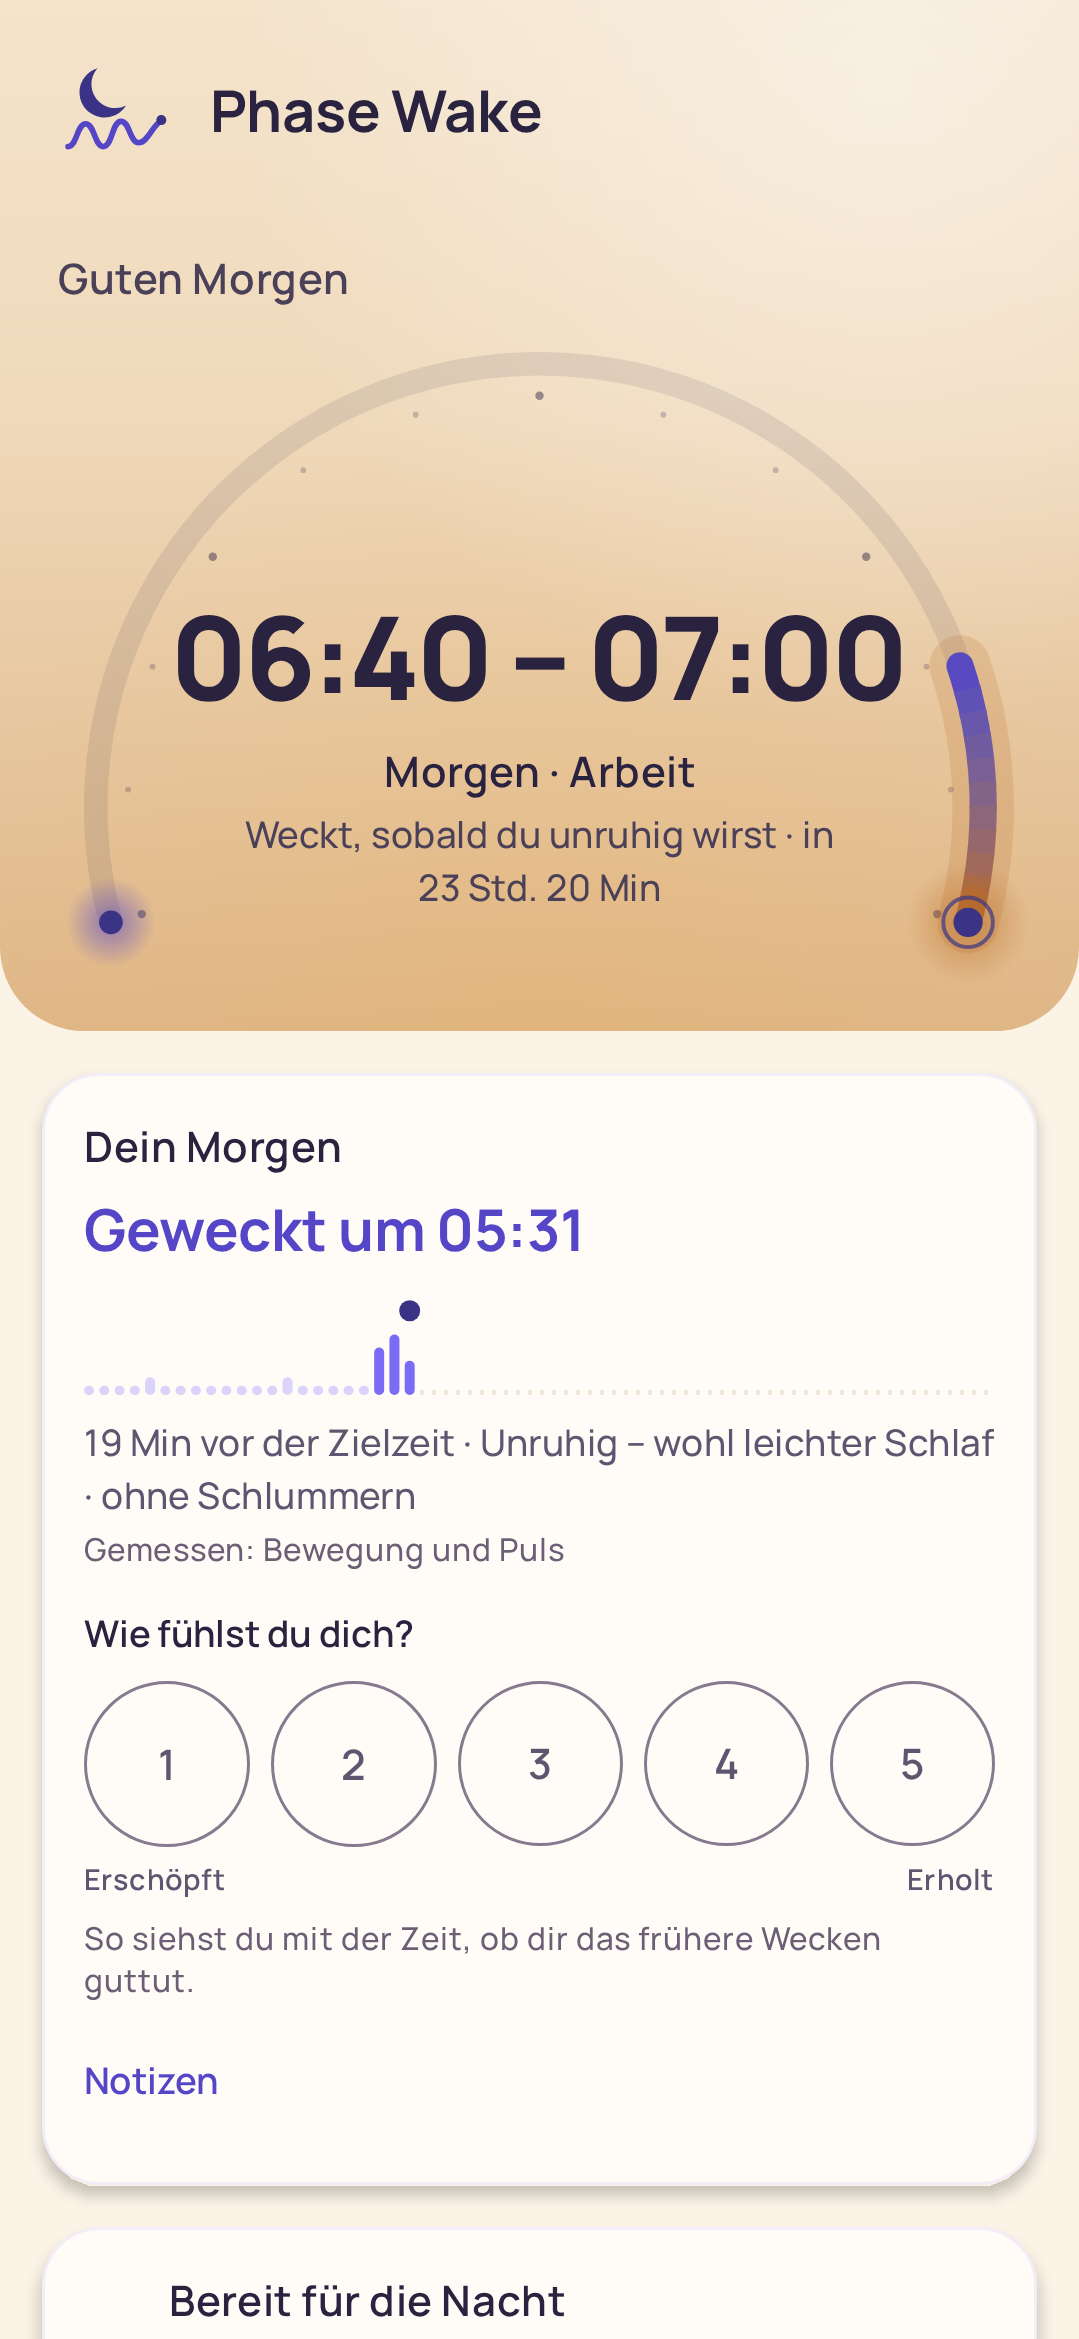 Phase Wake
Guten Morgen
06:40 – 07:00
Morgen · Arbeit
Weckt, sobald du unruhig wirst · in
23 Std. 20 Min
Dein Morgen
Geweckt um 05:31
19 Min vor der Zielzeit · Unruhig – wohl leichter Schlaf
· ohne Schlummern
Gemessen: Bewegung und Puls
Wie fühlst du dich?
1 2 3 4 5
Erschöpft Erholt
So siehst du mit der Zeit, ob dir das frühere Wecken
guttut.
Notizen
Bereit für die Nacht